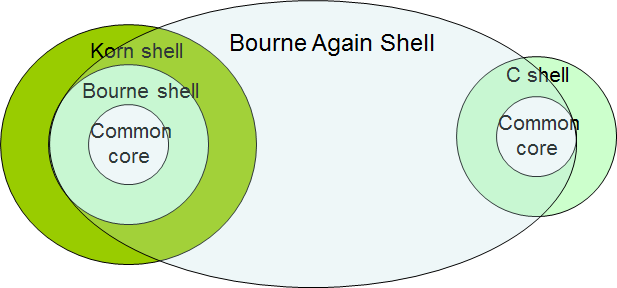 Bourne Again Shell
Korn shell
Bourne shell
Common
core
C shell
Common
core